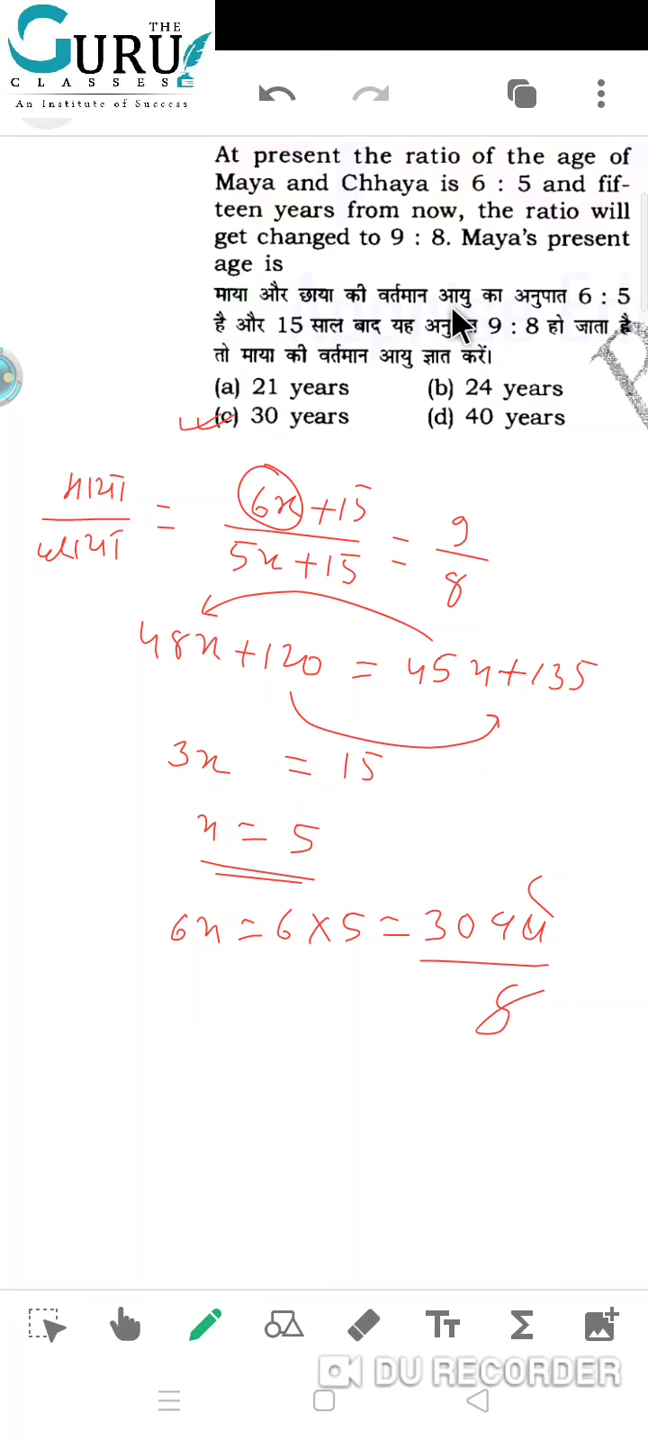 THE
GURU
CLASSES
An Institute of Success
At present the ratio of the age of
Maya and Chhaya is 6 : 5 and fif-
teen years from now, the ratio will
get changed to 9 : 8. Maya's present
age is
माया और छाया की वर्तमान आयु का अनुपात 6 : 5
है और 15 साल बाद यह 9 : 8 हो जाता है
तो माया की वर्तमान आयु ज्ञात करें।
(a) 21 years (b) 24 years
(c) 30 years (d) 40 years
माया / छाया = 6x + 15 / 5x + 15 = 9 / 8
48x + 120 = 45x + 135
3x = 15
x = 5
6x = 6 × 5 = 30
Tт Σ
DU RECORDER